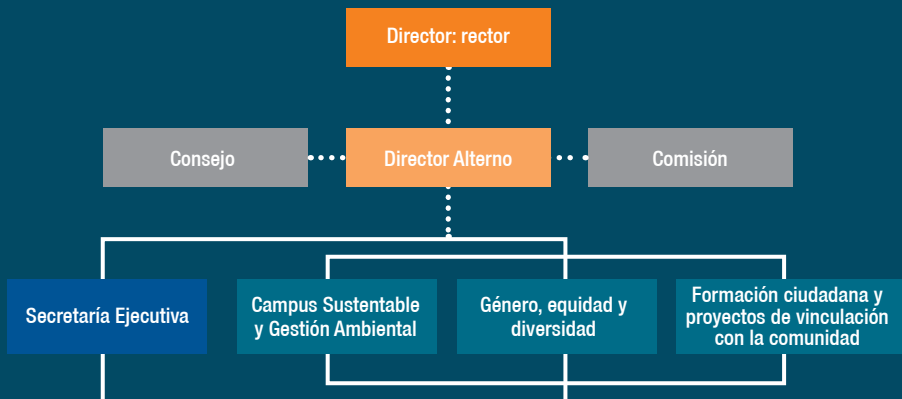 Director: rector
Consejo
Director Alterno
Comisión
Secretaría Ejecutiva
Campus Sustentable
y Gestión Ambiental
Género, equidad y
diversidad
Formación ciudadana y
proyectos de vinculación
con la comunidad